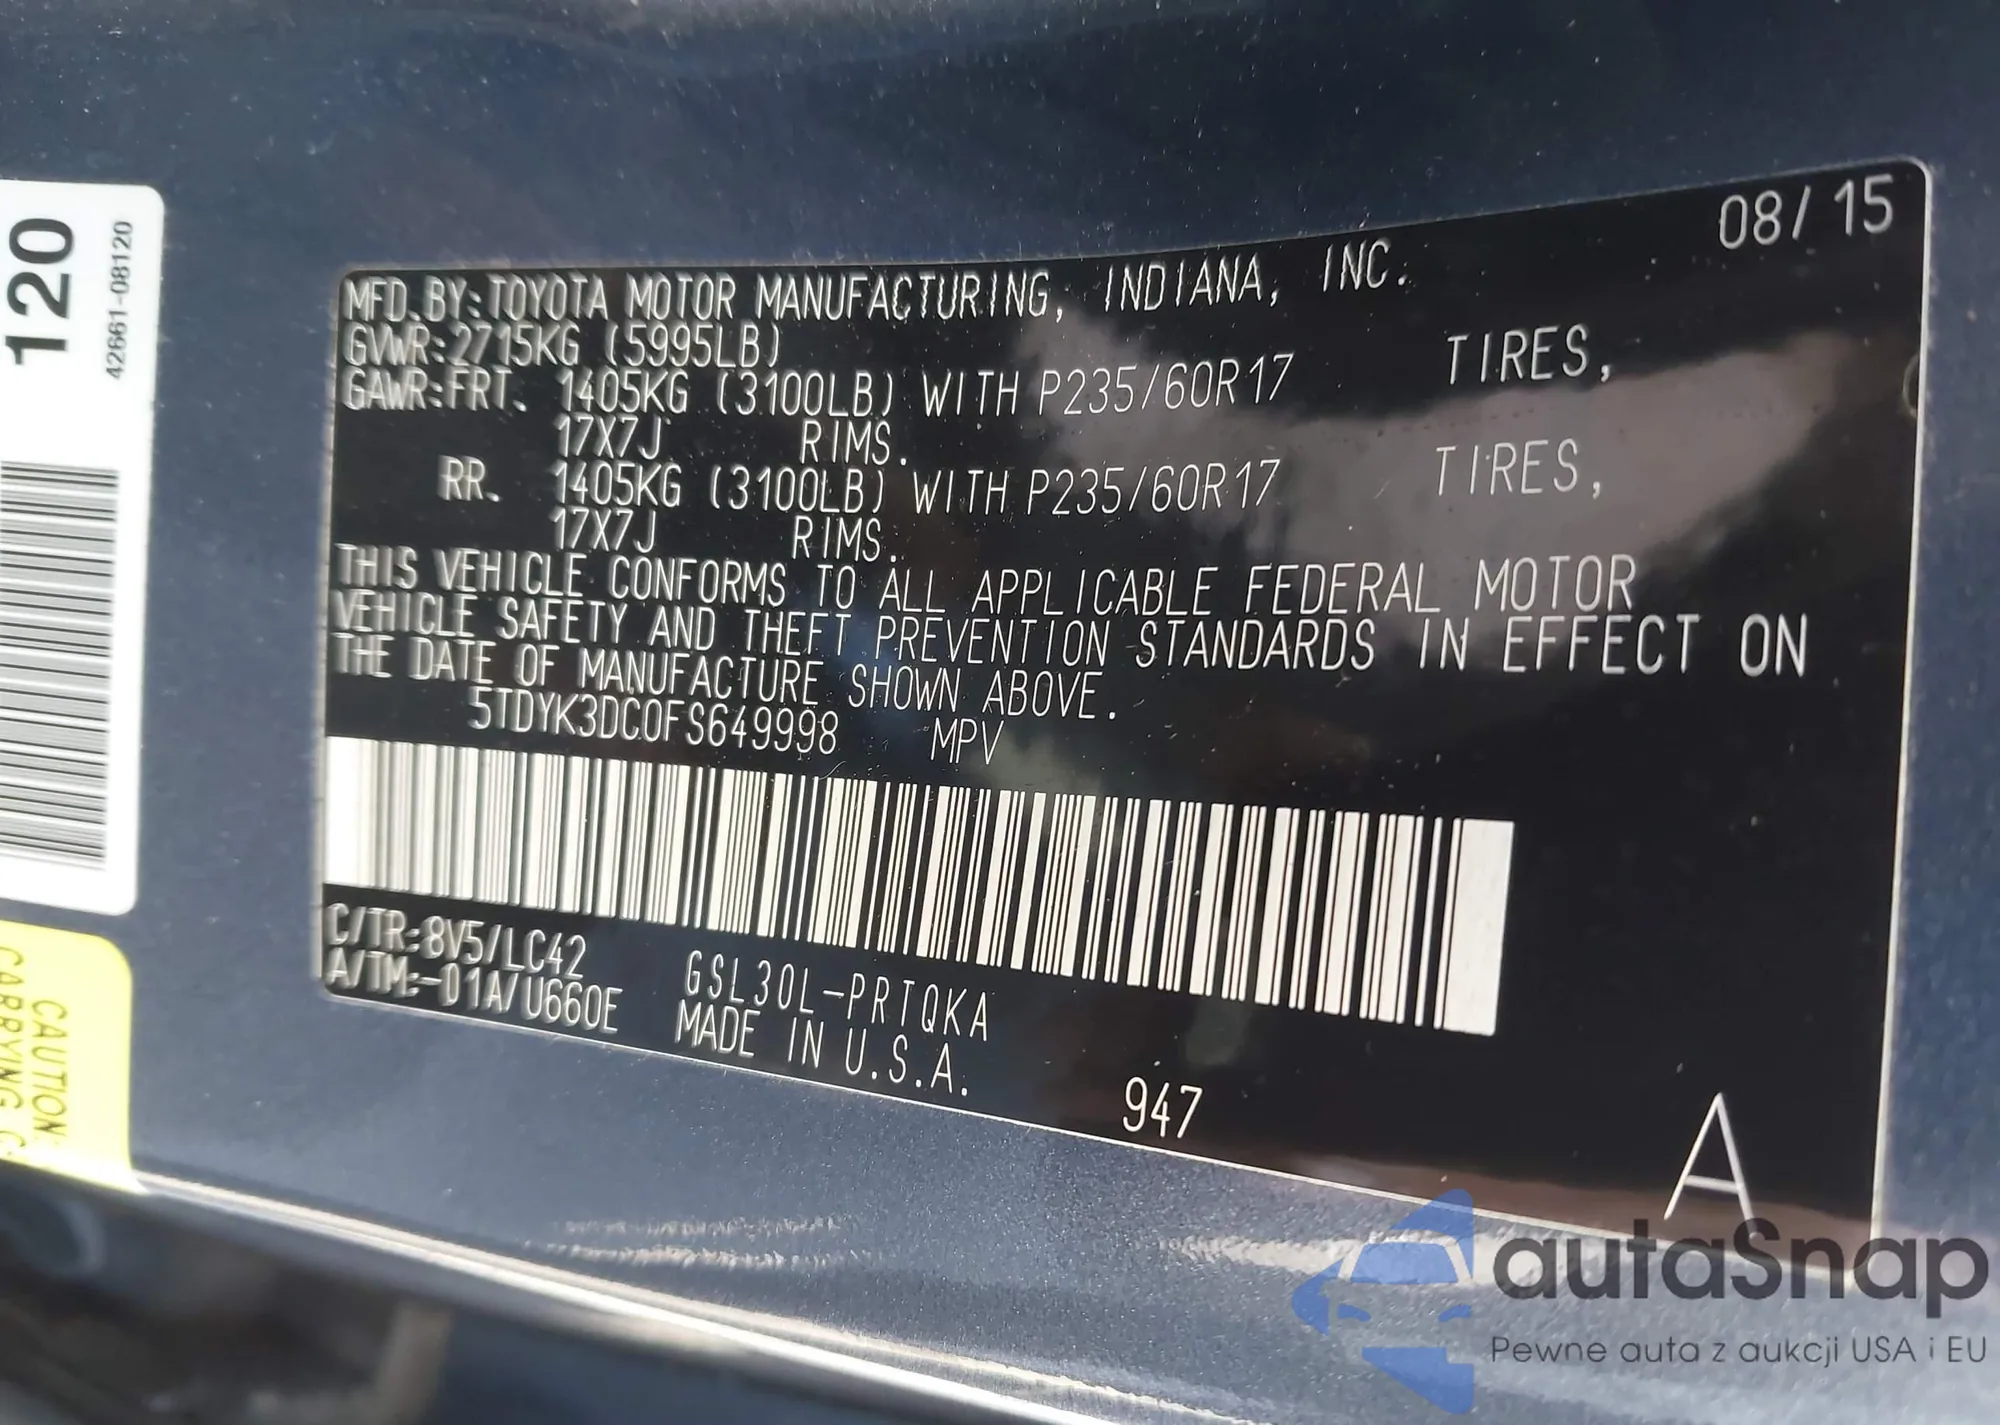 120
42661-08120
CAUTION:
CARRYING C
08/15
MFD.BY:TOYOTA MOTOR MANUFACTURING, INDIANA, INC.
GVWR:2715KG (5995LB)
GAWR:FRT. 1405KG (3100LB) WITH P235/60R17 TIRES,
17X7J RIMS.
RR. 1405KG (3100LB) WITH P235/60R17 TIRES,
17X7J RIMS.
THIS VEHICLE CONFORMS TO ALL APPLICABLE FEDERAL MOTOR
VEHICLE SAFETY AND THEFT PREVENTION STANDARDS IN EFFECT ON
THE DATE OF MANUFACTURE SHOWN ABOVE.
5TDYK3DC0FS649998 MPV
C/TR:8V5/LC42
A/TM:-01A/U660E
GSL30L-PRTQKA
MADE IN U.S.A.
947
A
autaSnap
Pewne auta z aukcji USA i EU